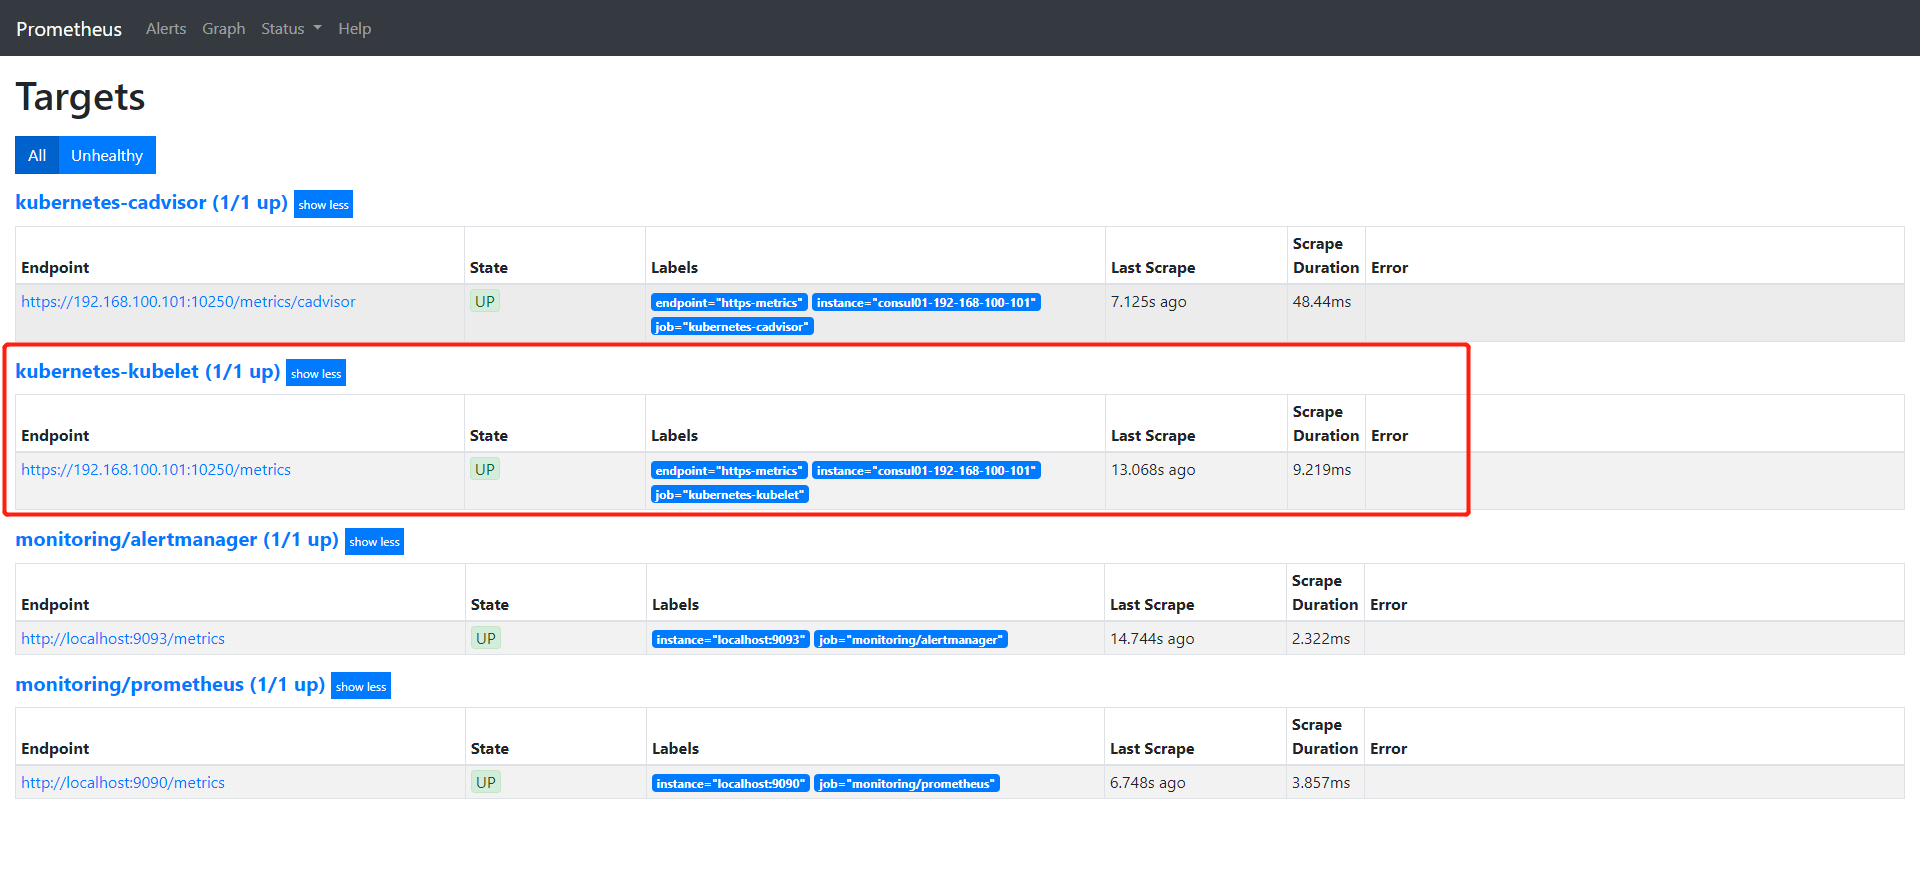 Prometheus Alerts Graph Status Help
Targets
All Unhealthy
kubernetes-cadvisor (1/1 up) show less
Endpoint State Labels Last Scrape Scrape Duration Error
https://192.168.100.101:10250/metrics/cadvisor UP endpoint="https-metrics" instance="consul01-192-168-100-101" 7.125s ago 48.44ms
job="kubernetes-cadvisor"
kubernetes-kubelet (1/1 up) show less
Endpoint State Labels Last Scrape Scrape Duration Error
https://192.168.100.101:10250/metrics UP endpoint="https-metrics" instance="consul01-192-168-100-101" 13.068s ago 9.219ms
job="kubernetes-kubelet"
monitoring/alertmanager (1/1 up) show less
Endpoint State Labels Last Scrape Scrape Duration Error
http://localhost:9093/metrics UP instance="localhost:9093" job="monitoring/alertmanager" 14.744s ago 2.322ms
monitoring/prometheus (1/1 up) show less
Endpoint State Labels Last Scrape Scrape Duration Error
http://localhost:9090/metrics UP instance="localhost:9090" job="monitoring/prometheus" 6.748s ago 3.857ms